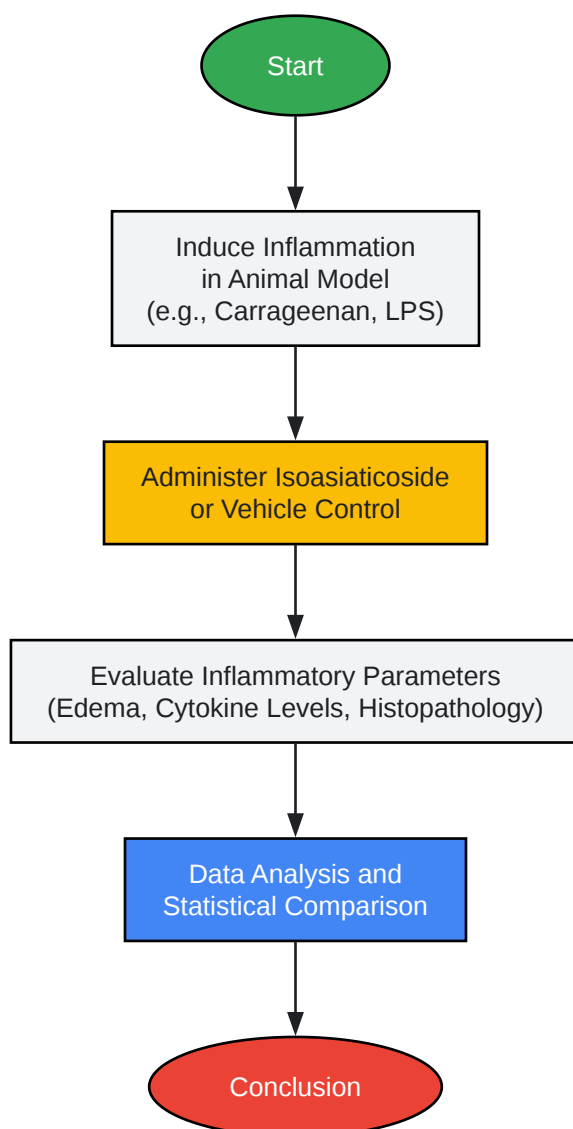 Start
Induce Inflammation
in Animal Model
(e.g., Carrageenan, LPS)
Administer Isoasiaticoside
or Vehicle Control
Evaluate Inflammatory Parameters
(Edema, Cytokine Levels, Histopathology)
Data Analysis and
Statistical Comparison
Conclusion